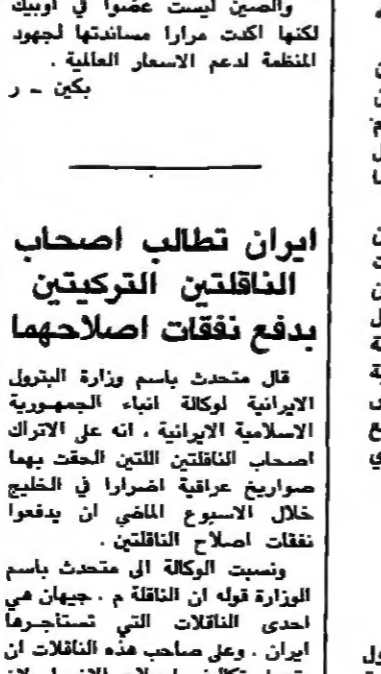 والصين ليست عضوا في اوبيك
لكنها اكدت مرارا مساندتها لجهود
المنظمة لدعم الاسعار العالية .
بكين - ر
ايران تطالب اصحاب
الناقلتين التركيتين
بدفع نفقات اصلاحهما
قال متحدث باسم وزارة البترول
الايرانية لوكالة انباء الجمهورية
الاسلامية الايرانية ، انه على الاتراك
اصحاب الناقلتين اللتين الحقت بهما
صواريخ عراقية اضرارا في الخليج
خلال الاسبوع الماضي ان يدفعوا
نفقات اصلاح الناقلتين .
ونسبت الوكالة الى متحدث باسم
الوزارة قوله ان الناقلة م . جيهان هي
احدى الناقلات التي تستاجرها
ايران . وعلى صاحب هذه الناقلات ان